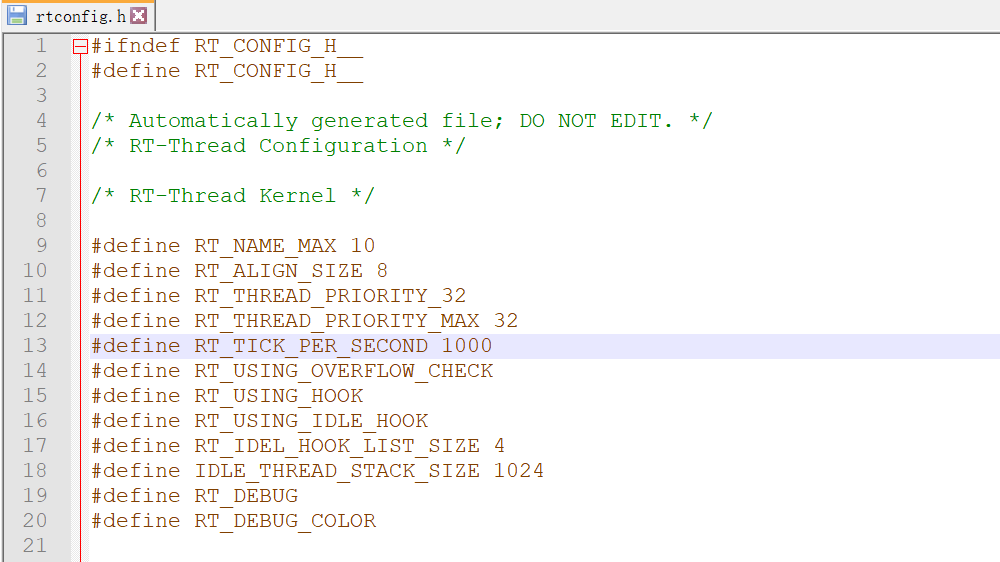 rtconfig.h
1 #ifndef RT_CONFIG_H__
2 #define RT_CONFIG_H__
3
4 /* Automatically generated file; DO NOT EDIT. */
5 /* RT-Thread Configuration */
6
7 /* RT-Thread Kernel */
8
9 #define RT_NAME_MAX 10
10 #define RT_ALIGN_SIZE 8
11 #define RT_THREAD_PRIORITY_32
12 #define RT_THREAD_PRIORITY_MAX 32
13 #define RT_TICK_PER_SECOND 1000
14 #define RT_USING_OVERFLOW_CHECK
15 #define RT_USING_HOOK
16 #define RT_USING_IDLE_HOOK
17 #define RT_IDEL_HOOK_LIST_SIZE 4
18 #define IDLE_THREAD_STACK_SIZE 1024
19 #define RT_DEBUG
20 #define RT_DEBUG_COLOR
21